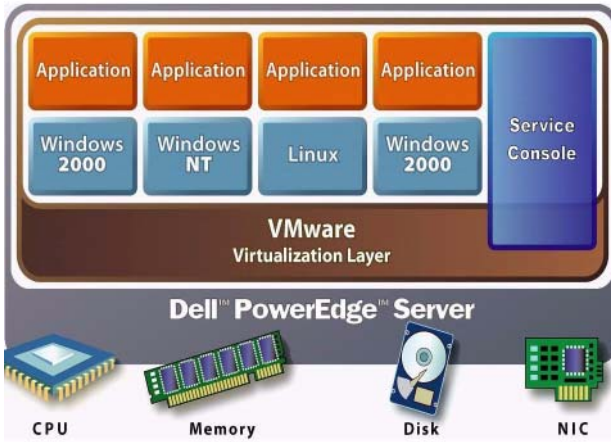 Application Application Application Application
Windows 2000
Windows NT
Linux
Windows 2000
Service Console
VMware
Virtualization Layer
Dell™ PowerEdge™ Server
CPU Memory Disk NIC